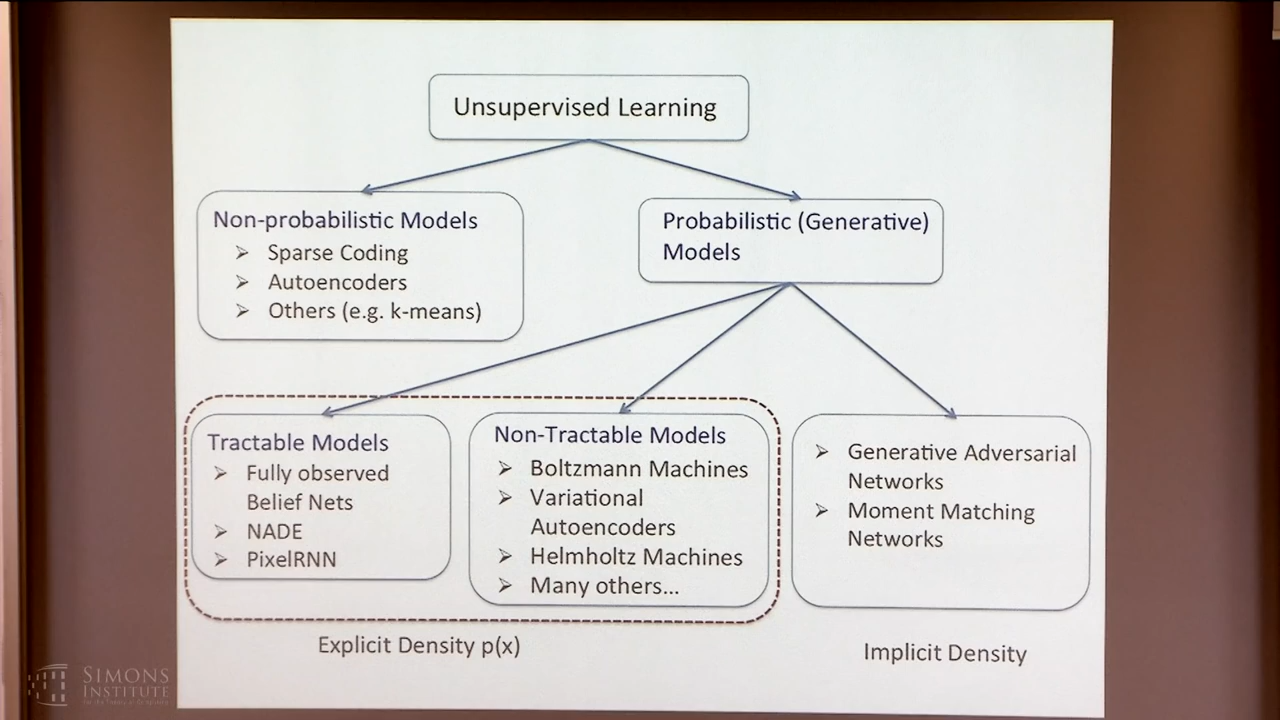 Unsupervised Learning
Non-probabilistic Models
➢ Sparse Coding
➢ Autoencoders
➢ Others (e.g. k-means)
Probabilistic (Generative)
Models
Tractable Models
➢ Fully observed
Belief Nets
➢ NADE
➢ PixelRNN
Non-Tractable Models
➢ Boltzmann Machines
➢ Variational
Autoencoders
➢ Helmholtz Machines
➢ Many others...
➢ Generative Adversarial
Networks
➢ Moment Matching
Networks
Explicit Density p(x)
Implicit Density
SIMONS
INSTITUTE